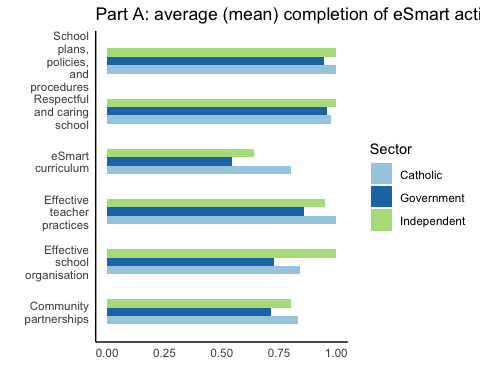 Part A: average (mean) completion of eSmart acti
School
plans,
policies,
and
procedures
Respectful
and caring
school
eSmart
curriculum
Effective
teacher
practices
Effective
school
organisation
Community
partnerships
0.00 0.25 0.50 0.75 1.00
Sector
Catholic
Government
Independent